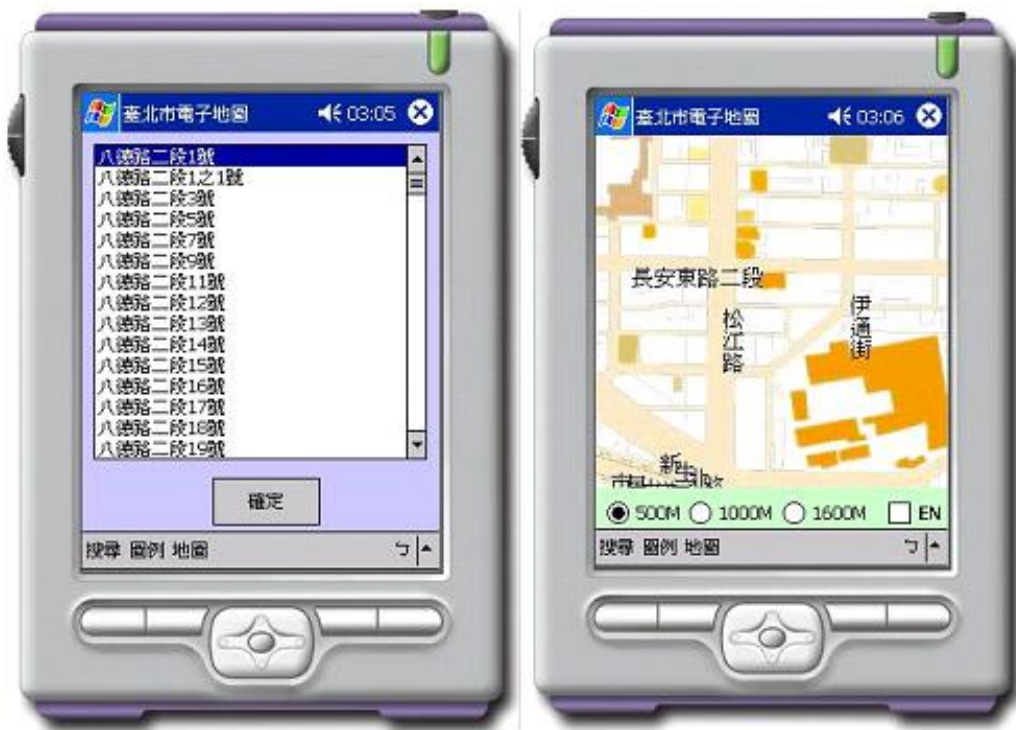 臺北市電子地圖 03:05
八德路二段1號
八德路二段1之1號
八德路二段3號
八德路二段5號
八德路二段7號
八德路二段9號
八德路二段11號
八德路二段12號
八德路二段13號
八德路二段14號
八德路二段15號
八德路二段16號
八德路二段17號
八德路二段18號
八德路二段19號
確定
搜尋 圖例 地圖 ㄅ
臺北市電子地圖 03:06
長安東路二段
松江路
伊通街
新生北路
500M 1000M 1600M EN
搜尋 圖例 地圖 ㄅ